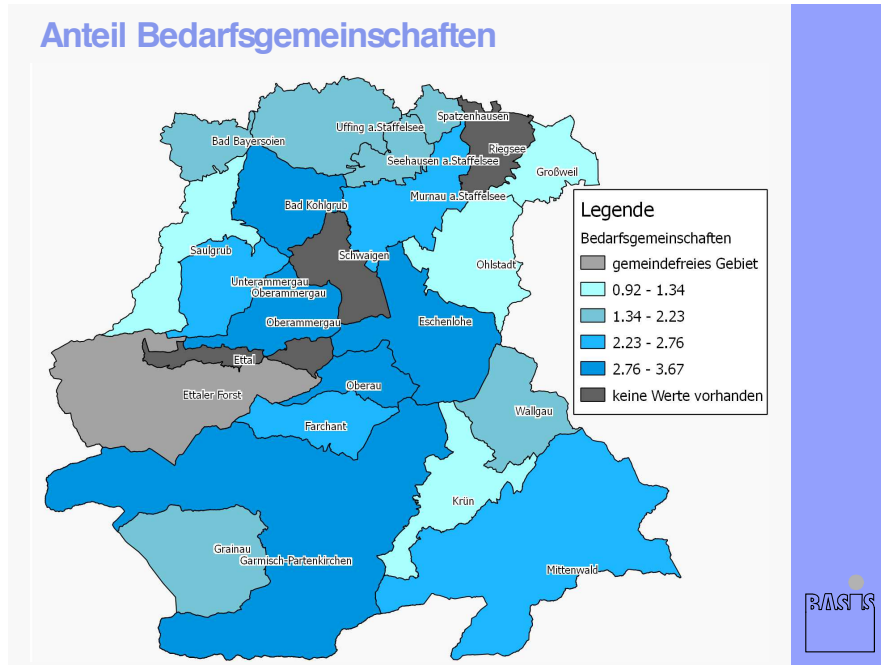 Anteil Bedarfsgemeinschaften
Spatzenhausen
Uffing a.Staffelsee
Bad Bayersoien
Riegsee
Seehausen a.Staffelsee
Großweil
Murnau a.Staffelsee
Bad Kohlgrub
Legende
Bedarfsgemeinschaften
gemeindefreies Gebiet
0.92 - 1.34
1.34 - 2.23
2.23 - 2.76
2.76 - 3.67
keine Werte vorhanden
Saulgrub
Schwaigen
Ohlstadt
Unterammergau
Oberammergau
Oberammergau
Eschenlohe
Ettal
Oberau
Ettaler Forst
Wallgau
Farchant
Krün
Grainau
Garmisch-Partenkirchen
Mittenwald
BASIS